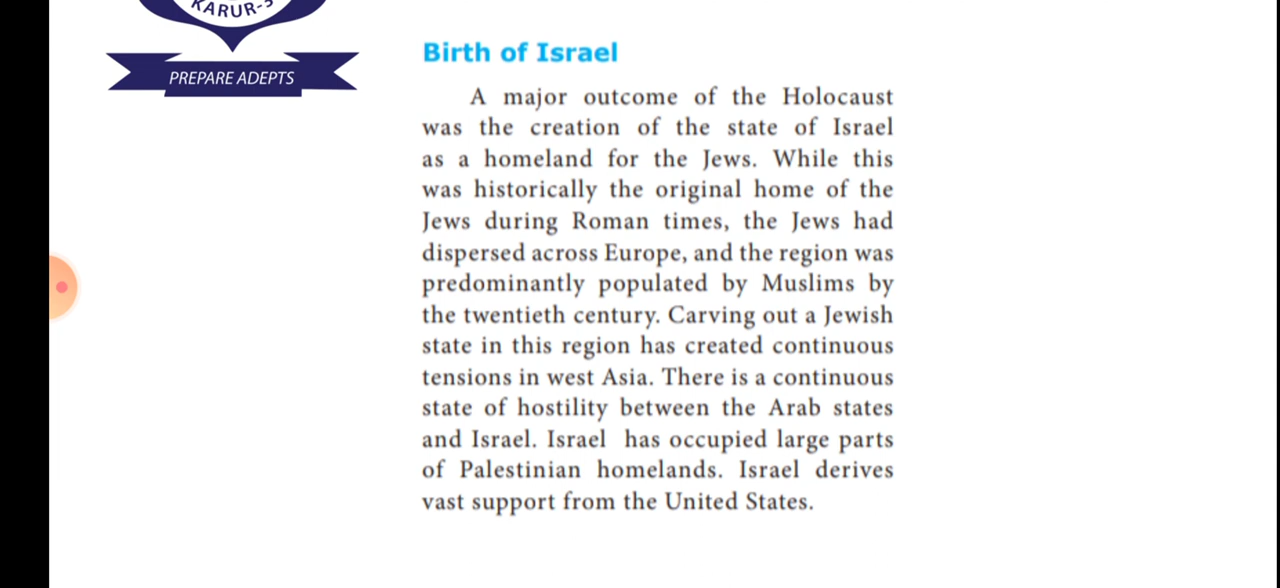 KARUR-
PREPARE ADEPTS
Birth of Israel
A major outcome of the Holocaust
was the creation of the state of Israel
as a homeland for the Jews. While this
was historically the original home of the
Jews during Roman times, the Jews had
dispersed across Europe, and the region was
predominantly populated by Muslims by
the twentieth century. Carving out a Jewish
state in this region has created continuous
tensions in west Asia. There is a continuous
state of hostility between the Arab states
and Israel. Israel has occupied large parts
of Palestinian homelands. Israel derives
vast support from the United States.